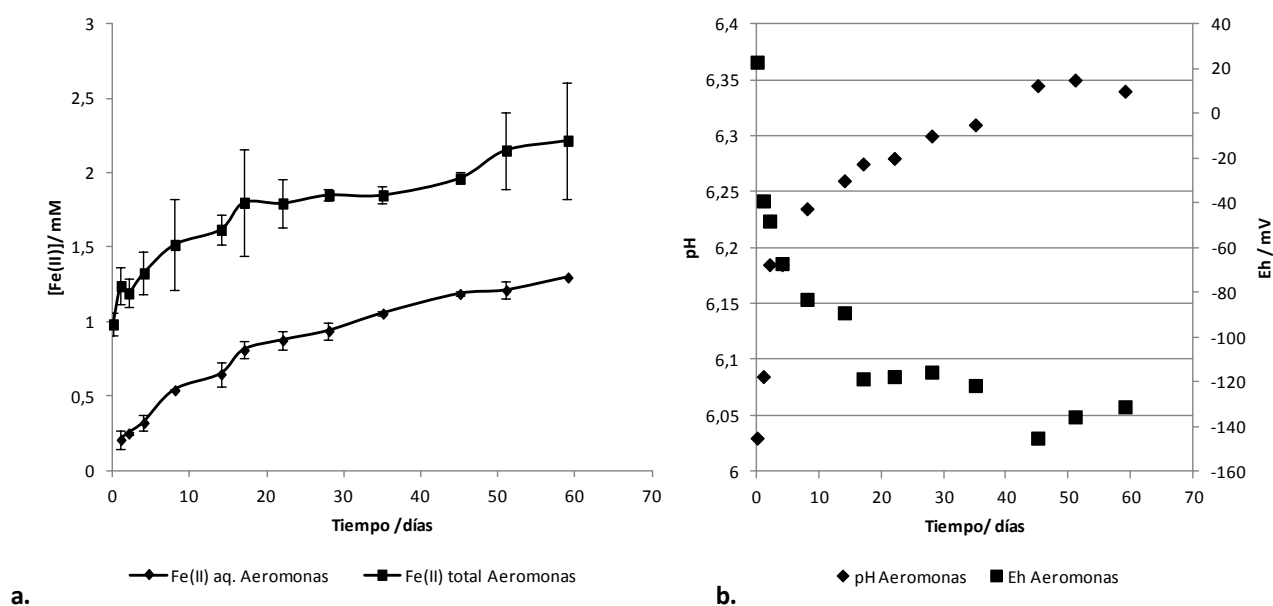 3
2,5
2
1,5
1
0,5
0
[Fe(II)]/ mM
0 10 20 30 40 50 60 70
Tiempo /días
Fe(II) aq. Aeromonas Fe(II) total Aeromonas
a.
6,4
6,35
6,3
6,25
6,2
6,15
6,1
6,05
6
pH
40
20
0
-20
-40
-60
-80
-100
-120
-140
-160
Eh / mV
0 10 20 30 40 50 60 70
Tiempo/ días
pH Aeromonas Eh Aeromonas
b.